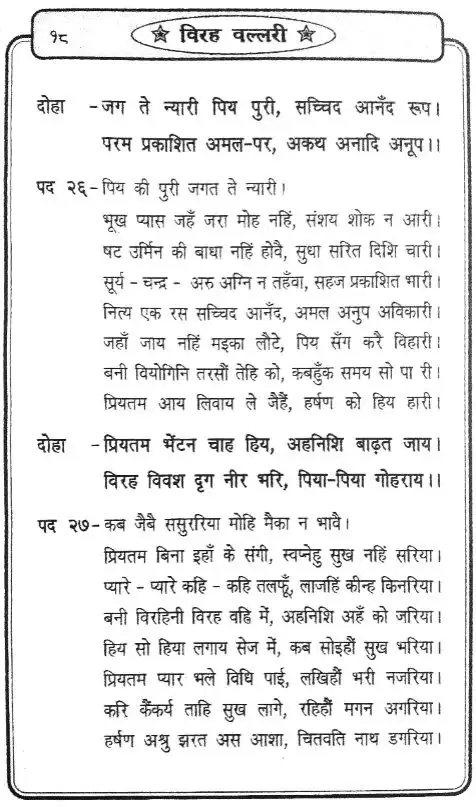 १८
विरह वल्लरी
दोहा - जग ते न्यारी पिय पुरी, सच्चिद आनँद रूप।
परम प्रकाशित अमल-पर, अकथ अनादि अनूप।।
पद २६ - पिय की पुरी जगत ते न्यारी।
भूख प्यास जहँ जरा मोह नहिं, संशय शोक न आरी।
षट उर्मिन की बाधा नहिं होवै, सुधा सरित दिशि चारी।
सूर्य - चन्द्र - अरु अग्नि न तहँवा, सहज प्रकाशित भारी।
नित्य एक रस सच्चिद आनँद, अमल अनुप अविकारी।
जहाँ जाय नहिं मइका लौटे, पिय सँग करै विहारी।
बनी वियोगिनि तरसौं तेहि को, कबहुँक समय सो पा री।
प्रियतम आय लिवाय ले जैहैं, हर्षण को हिय हारी।
दोहा - प्रियतम भेंटन चाह हिय, अहनिशि बाढ़त जाय।
विरह विवश दृग नीर भरि, पिया-पिया गोहराय।।
पद २७ - कब जैबै ससुररिया मोहि मैका न भावै।
प्रियतम बिना इहाँ के संगी, स्वप्नेहु सुख नहिं सरिया।
प्यारे - प्यारे कहि - कहि तलफूँ, लाजहिं कीन्ह किनरिया।
बनी विरहिनी विरह वह्नि में, अहनिशि अहँ को जरिया।
हिय सो हिया लगाय सेज में, कब सोइहौं सुख भरिया।
प्रियतम प्यार भले विधि पाई, लखिहौं भरी नजरिया।
करि कैंकर्य ताहि सुख लागे, रहिहौं मगन अगरिया।
हर्षण अश्रु झरत अस आशा, चितवति नाथ डगरिया।